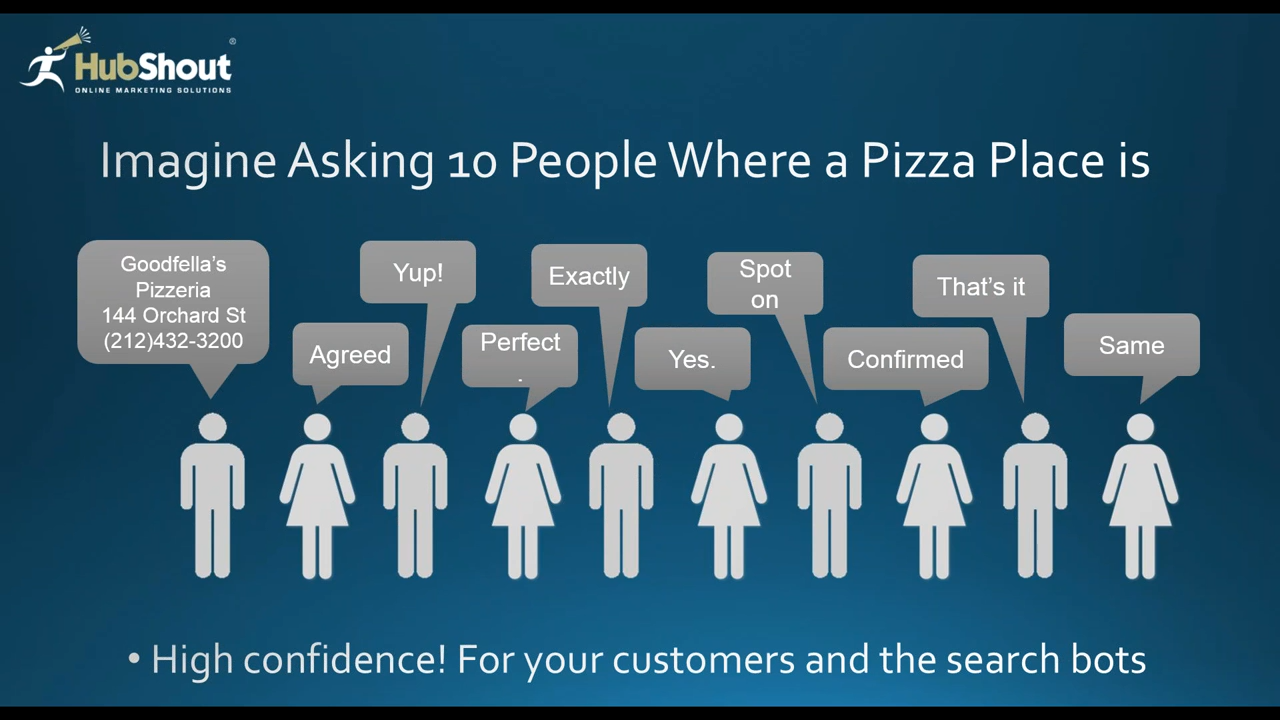 HubShout®
ONLINE MARKETING SOLUTIONS
Imagine Asking 10 People Where a Pizza Place is
Goodfella’s
Pizzeria
144 Orchard St
(212)432-3200
Agreed
Yup!
Perfect
.
Exactly
Yes.
Spot
on
Confirmed
That’s it
Same
• High confidence! For your customers and the search bots